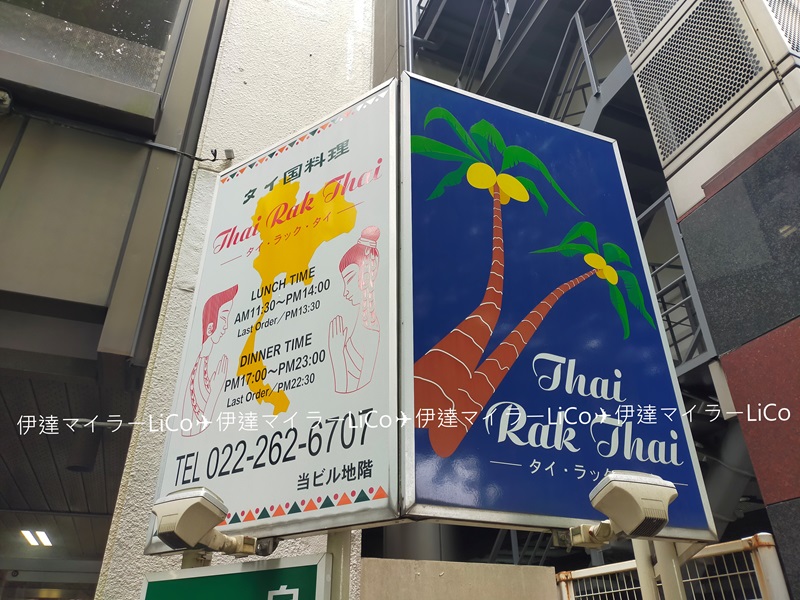 タイ国料理
Thai Rak Thai
タイ・ラック・タイ
LUNCH TIME
AM11:30～PM14:00
Last Order／PM13:30
DINNER TIME
PM17:00～PM23:00
Last Order／PM22:30
TEL 022-262-6707
当ビル地階
Thai
Rak Thai
タイ・ラック
伊達マイラーLiCo✈伊達マイラーLiCo✈伊達マイラーLiCo✈伊達マイラーLiCo